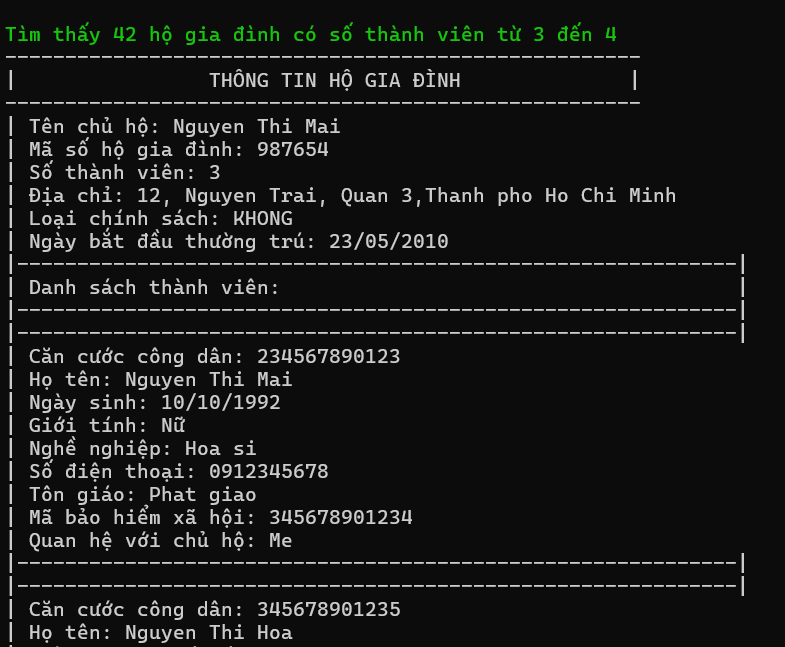 Tìm thấy 42 hộ gia đình có số thành viên từ 3 đến 4
THÔNG TIN HỘ GIA ĐÌNH
Tên chủ hộ: Nguyen Thi Mai
Mã số hộ gia đình: 987654
Số thành viên: 3
Địa chỉ: 12, Nguyen Trai, Quan 3,Thanh pho Ho Chi Minh
Loại chính sách: KHONG
Ngày bắt đầu thường trú: 23/05/2010
Danh sách thành viên:
Căn cước công dân: 234567890123
Họ tên: Nguyen Thi Mai
Ngày sinh: 10/10/1992
Giới tính: Nữ
Nghề nghiệp: Hoa si
Số điện thoại: 0912345678
Tôn giáo: Phat giao
Mã bảo hiểm xã hội: 345678901234
Quan hệ với chủ hộ: Me
Căn cước công dân: 345678901235
Họ tên: Nguyen Thi Hoa